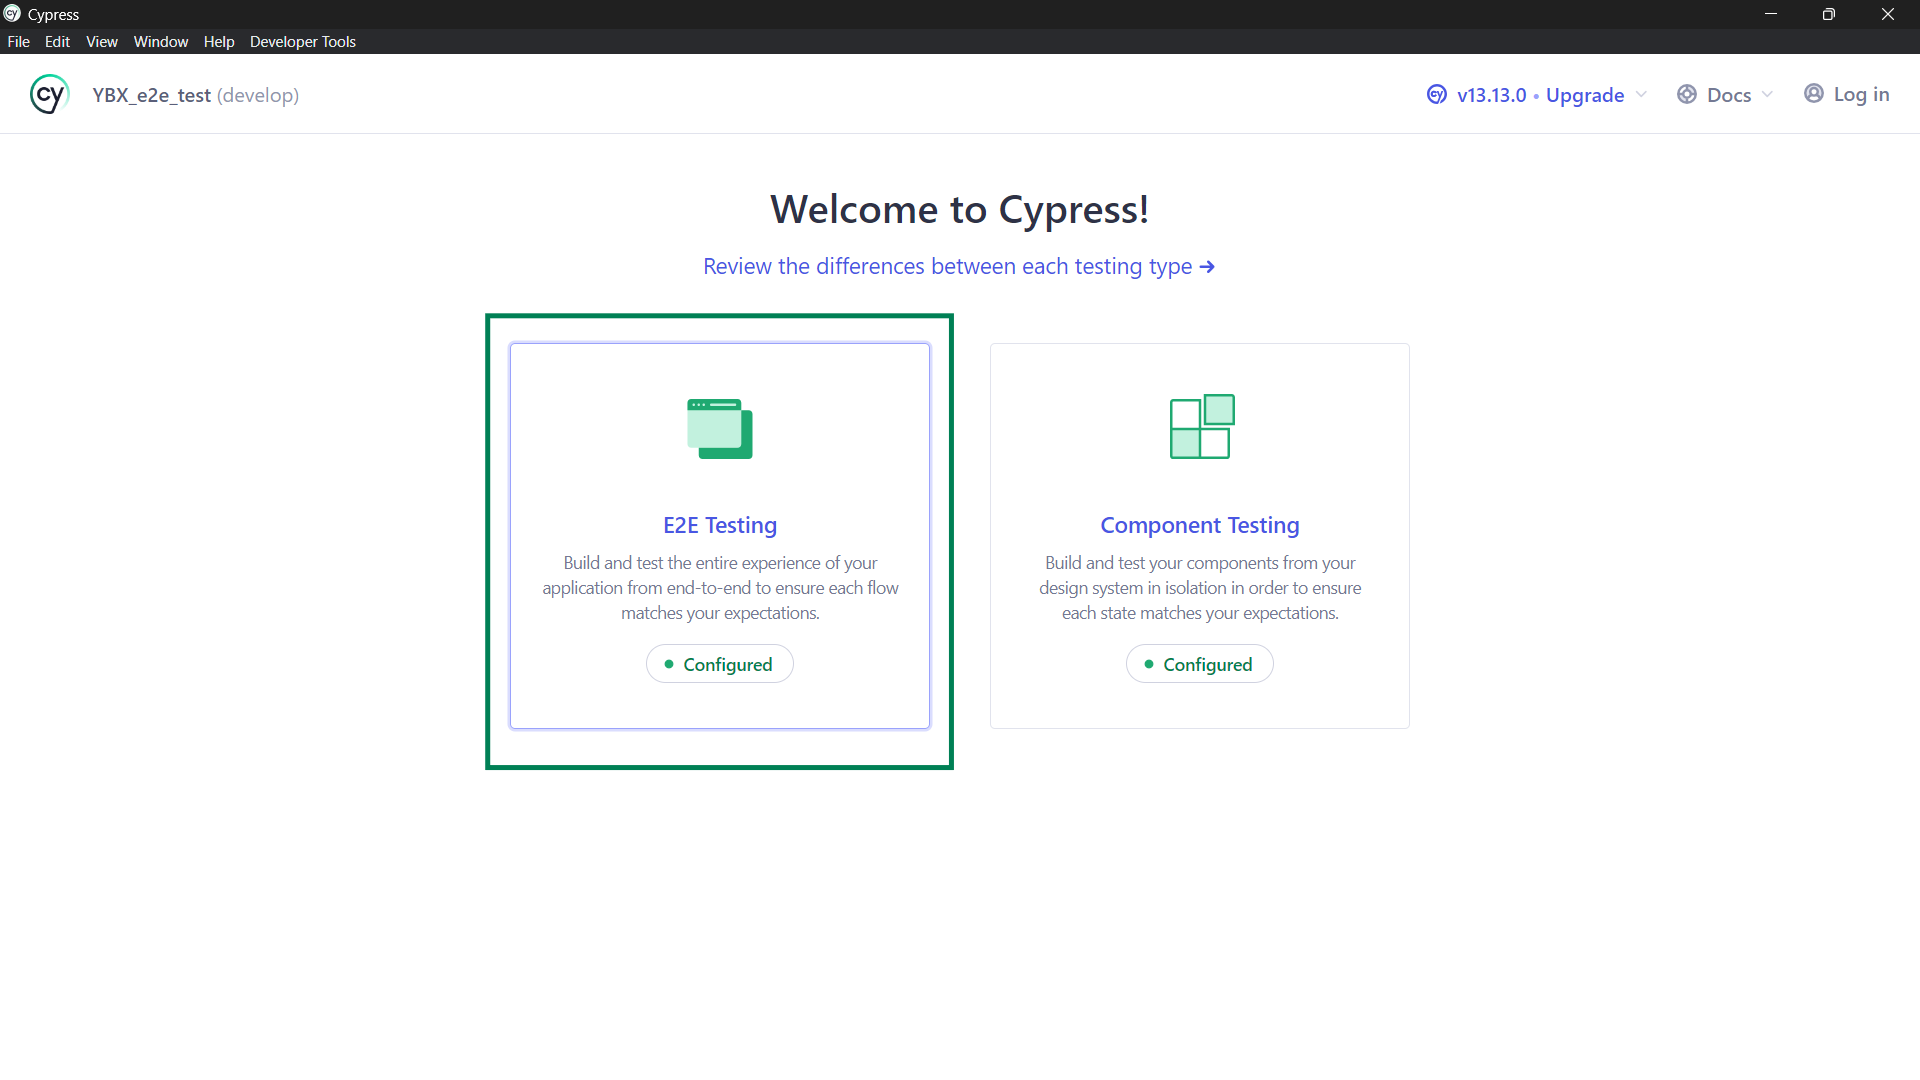 Cypress
File Edit View Window Help Developer Tools
cy YBX_e2e_test (develop)
cy v13.13.0 • Upgrade Docs Log in
Welcome to Cypress!
Review the differences between each testing type →
E2E Testing
Build and test the entire experience of your
application from end-to-end to ensure each flow
matches your expectations.
Configured
Component Testing
Build and test your components from your
design system in isolation in order to ensure
each state matches your expectations.
Configured